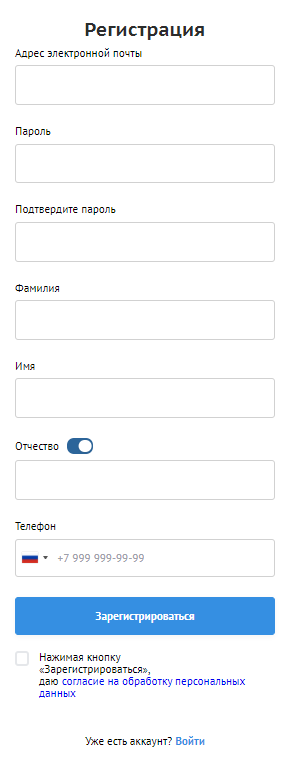 Регистрация
Адрес электронной почты
Пароль
Подтвердите пароль
Фамилия
Имя
Отчество
Телефон
+7 999 999-99-99
Зарегистрироваться
Нажимая кнопку
«Зарегистрироваться»,
даю согласие на обработку персональных
данных
Уже есть аккаунт? Войти